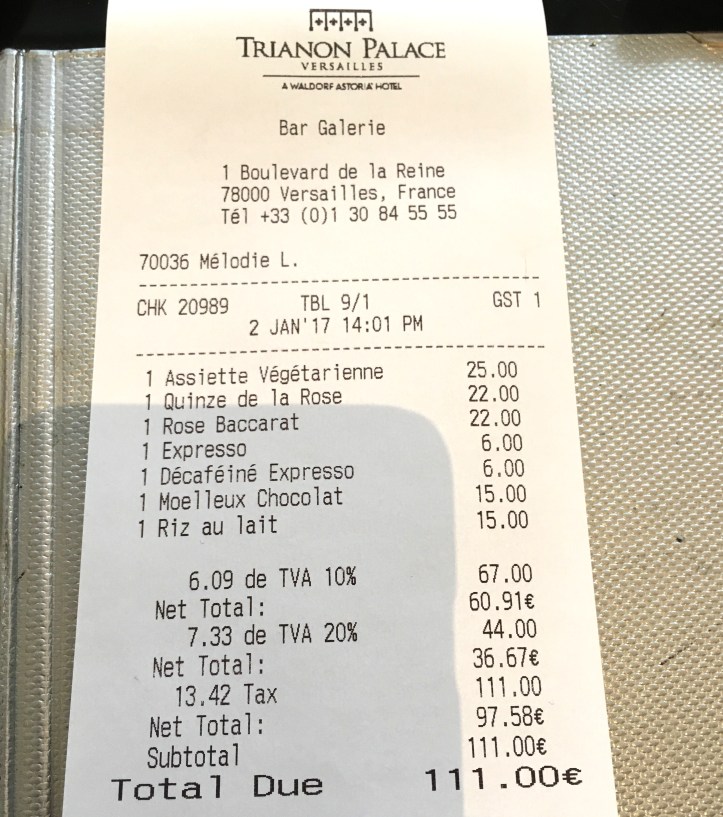 TRIANON PALACE
VERSAILLES
A WALDORF ASTORIA® HOTEL
Bar Galerie
1 Boulevard de la Reine
78000 Versailles, France
Tél +33 (0)1 30 84 55 55
70036 Mélodie L.
CHK 20989 TBL 9/1 GST 1
2 JAN'17 14:01 PM
1 Assiette Végétarienne 25.00
1 Quinze de la Rose 22.00
1 Rose Baccarat 22.00
1 Expresso 6.00
1 Décaféiné Expresso 6.00
1 Moelleux Chocolat 15.00
1 Riz au lait 15.00
6.09 de TVA 10% 67.00
Net Total: 60.91€
7.33 de TVA 20% 44.00
Net Total: 36.67€
13.42 Tax 111.00
Net Total: 97.58€
Subtotal 111.00€
Total Due 111.00€